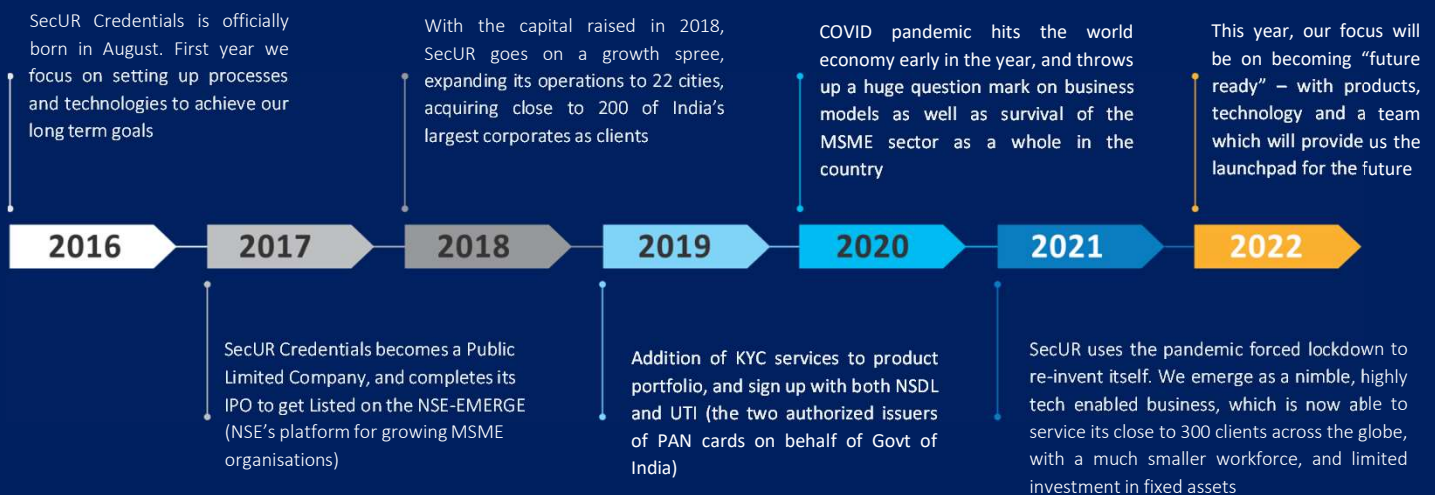 SecUR Credentials is officially
born in August. First year we
focus on setting up processes
and technologies to achieve our
long term goals
With the capital raised in 2018,
SecUR goes on a growth spree,
expanding its operations to 22 cities,
acquiring close to 200 of India’s
largest corporates as clients
COVID pandemic hits the world
economy early in the year, and throws
up a huge question mark on business
models as well as survival of the
MSME sector as a whole in the
country
This year, our focus will
be on becoming “future
ready” – with products,
technology and a team
which will provide us the
launchpad for the future
2016
2017
2018
2019
2020
2021
2022
SecUR Credentials becomes a Public
Limited Company, and completes its
IPO to get Listed on the NSE-EMERGE
(NSE’s platform for growing MSME
organisations)
Addition of KYC services to product
portfolio, and sign up with both NSDL
and UTI (the two authorized issuers
of PAN cards on behalf of Govt of
India)
SecUR uses the pandemic forced lockdown to
re-invent itself. We emerge as a nimble, highly
tech enabled business, which is now able to
service its close to 300 clients across the globe,
with a much smaller workforce, and limited
investment in fixed assets